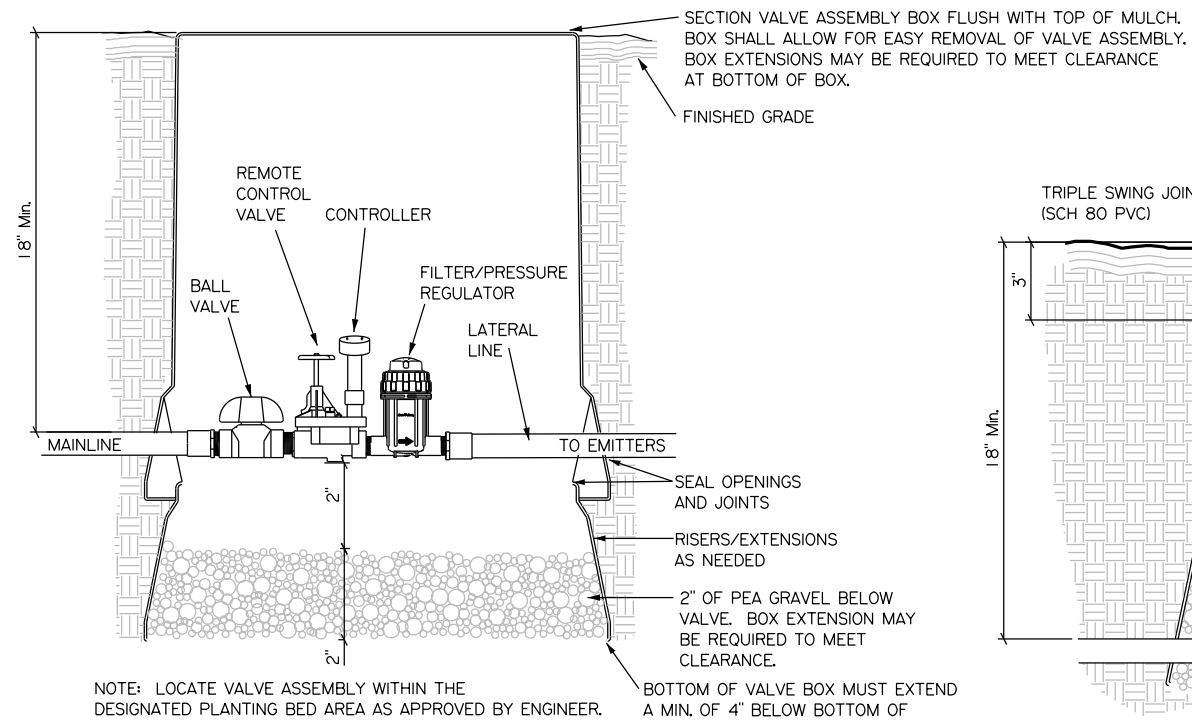 SECTION VALVE ASSEMBLY BOX FLUSH WITH TOP OF MULCH.
BOX SHALL ALLOW FOR EASY REMOVAL OF VALVE ASSEMBLY.
BOX EXTENSIONS MAY BE REQUIRED TO MEET CLEARANCE
AT BOTTOM OF BOX.
FINISHED GRADE
18" Min.
REMOTE
CONTROL
VALVE
CONTROLLER
BALL
VALVE
FILTER/PRESSURE
REGULATOR
LATERAL
LINE
MAINLINE
TO EMITTERS
2"
SEAL OPENINGS
AND JOINTS
RISERS/EXTENSIONS
AS NEEDED
2" OF PEA GRAVEL BELOW
VALVE. BOX EXTENSION MAY
BE REQUIRED TO MEET
CLEARANCE.
2"
BOTTOM OF VALVE BOX MUST EXTEND
A MIN. OF 4" BELOW BOTTOM OF
NOTE: LOCATE VALVE ASSEMBLY WITHIN THE
DESIGNATED PLANTING BED AREA AS APPROVED BY ENGINEER.
TRIPLE SWING JOIN
(SCH 80 PVC)
3"
18" Min.